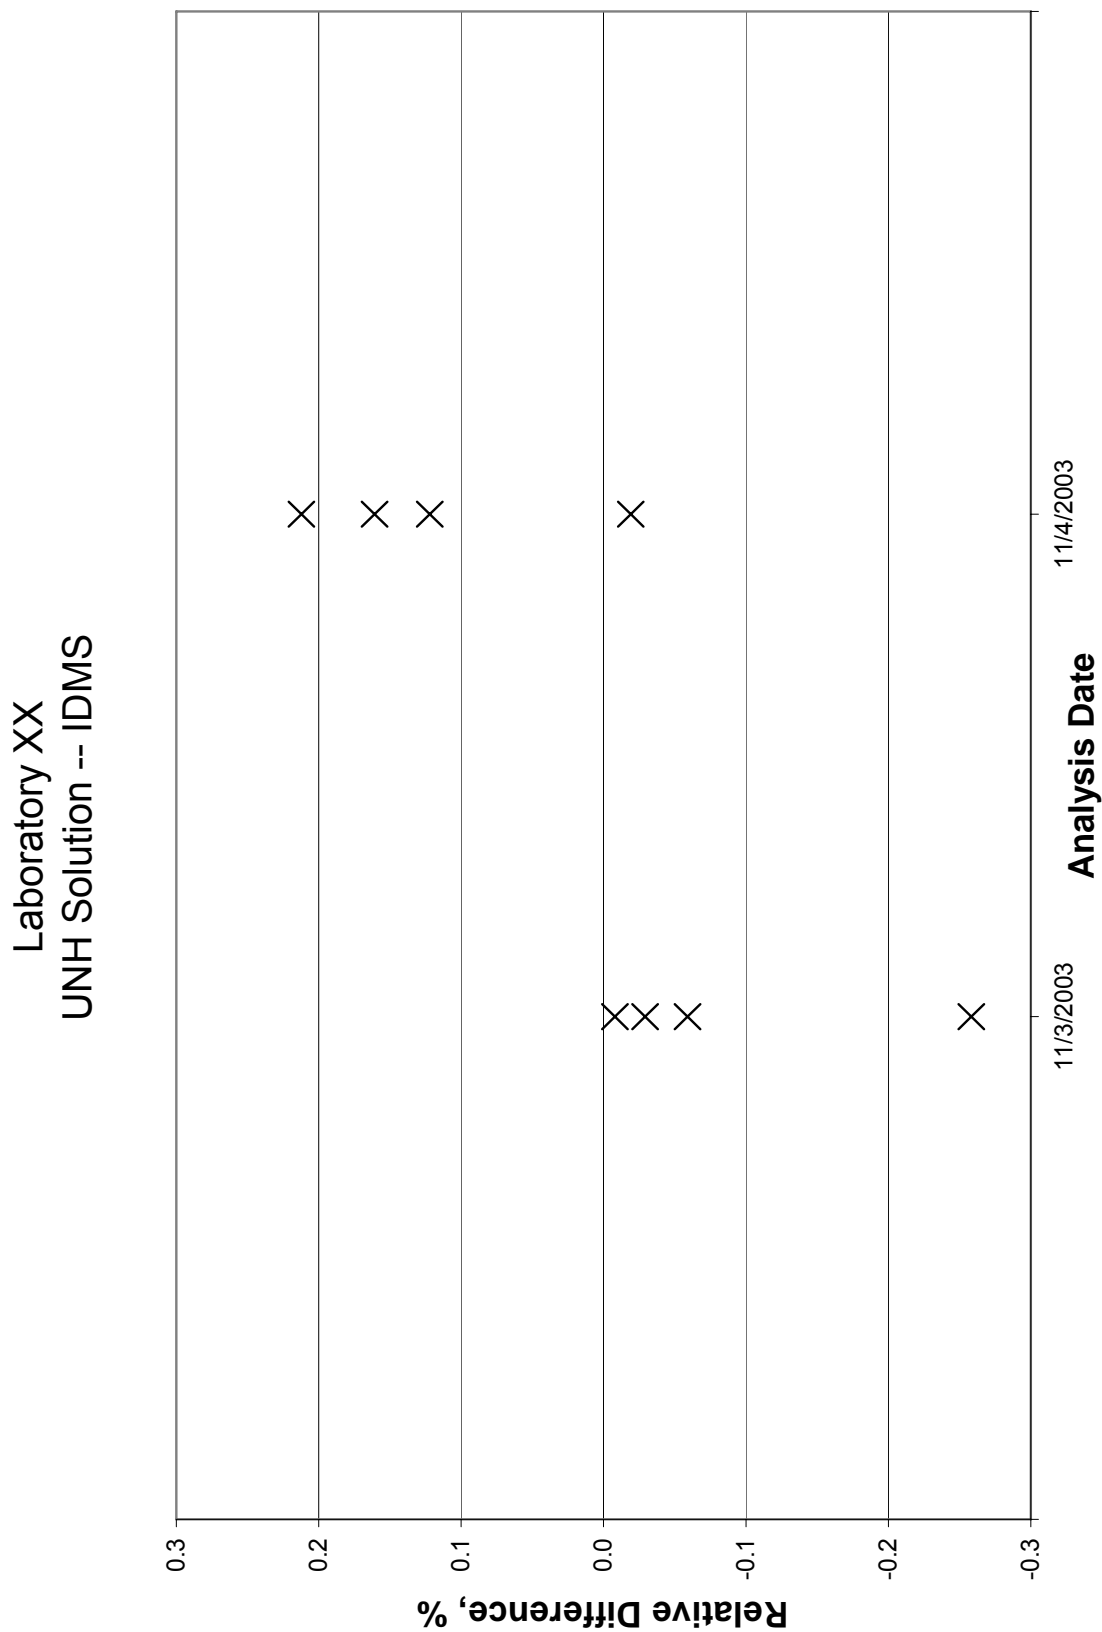 Laboratory XX
UNH Solution -- IDMS
Relative Difference, %
0.3
0.2
0.1
0.0
-0.1
-0.2
-0.3
11/3/2003
11/4/2003
Analysis Date